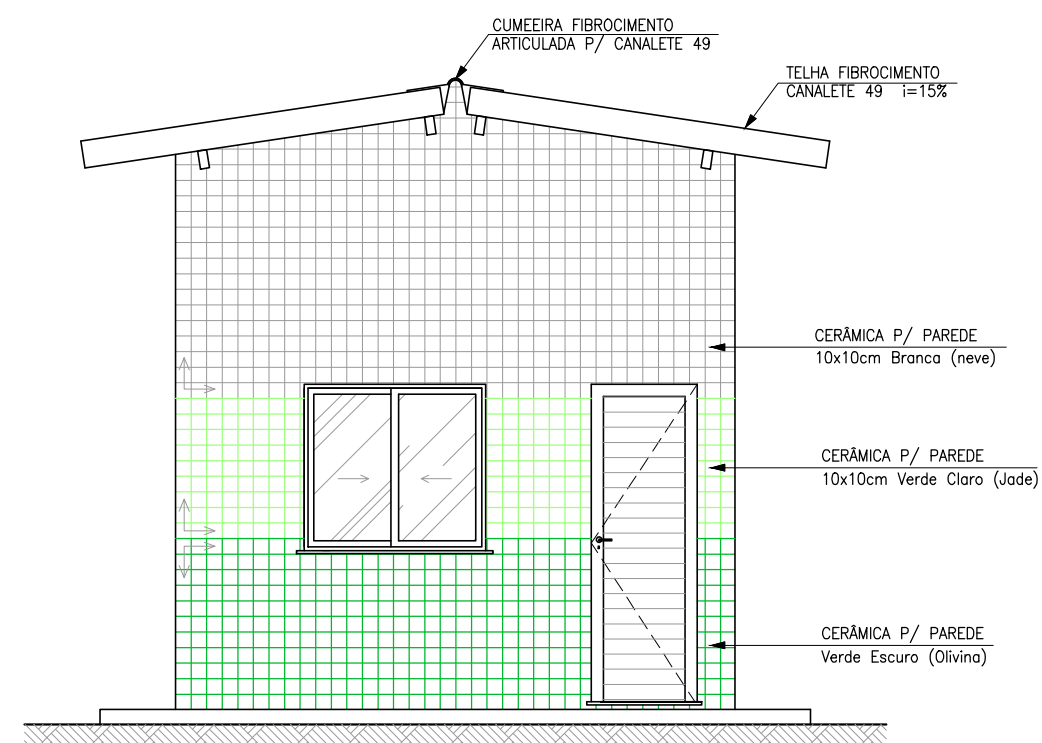 CUMEEIRA FIBROCIMENTO
ARTICULADA P/ CANALETE 49
TELHA FIBROCIMENTO
CANALETE 49 i=15%
CERÂMICA P/ PAREDE
10x10cm Branca (neve)
CERÂMICA P/ PAREDE
10x10cm Verde Claro (Jade)
CERÂMICA P/ PAREDE
Verde Escuro (Olivina)